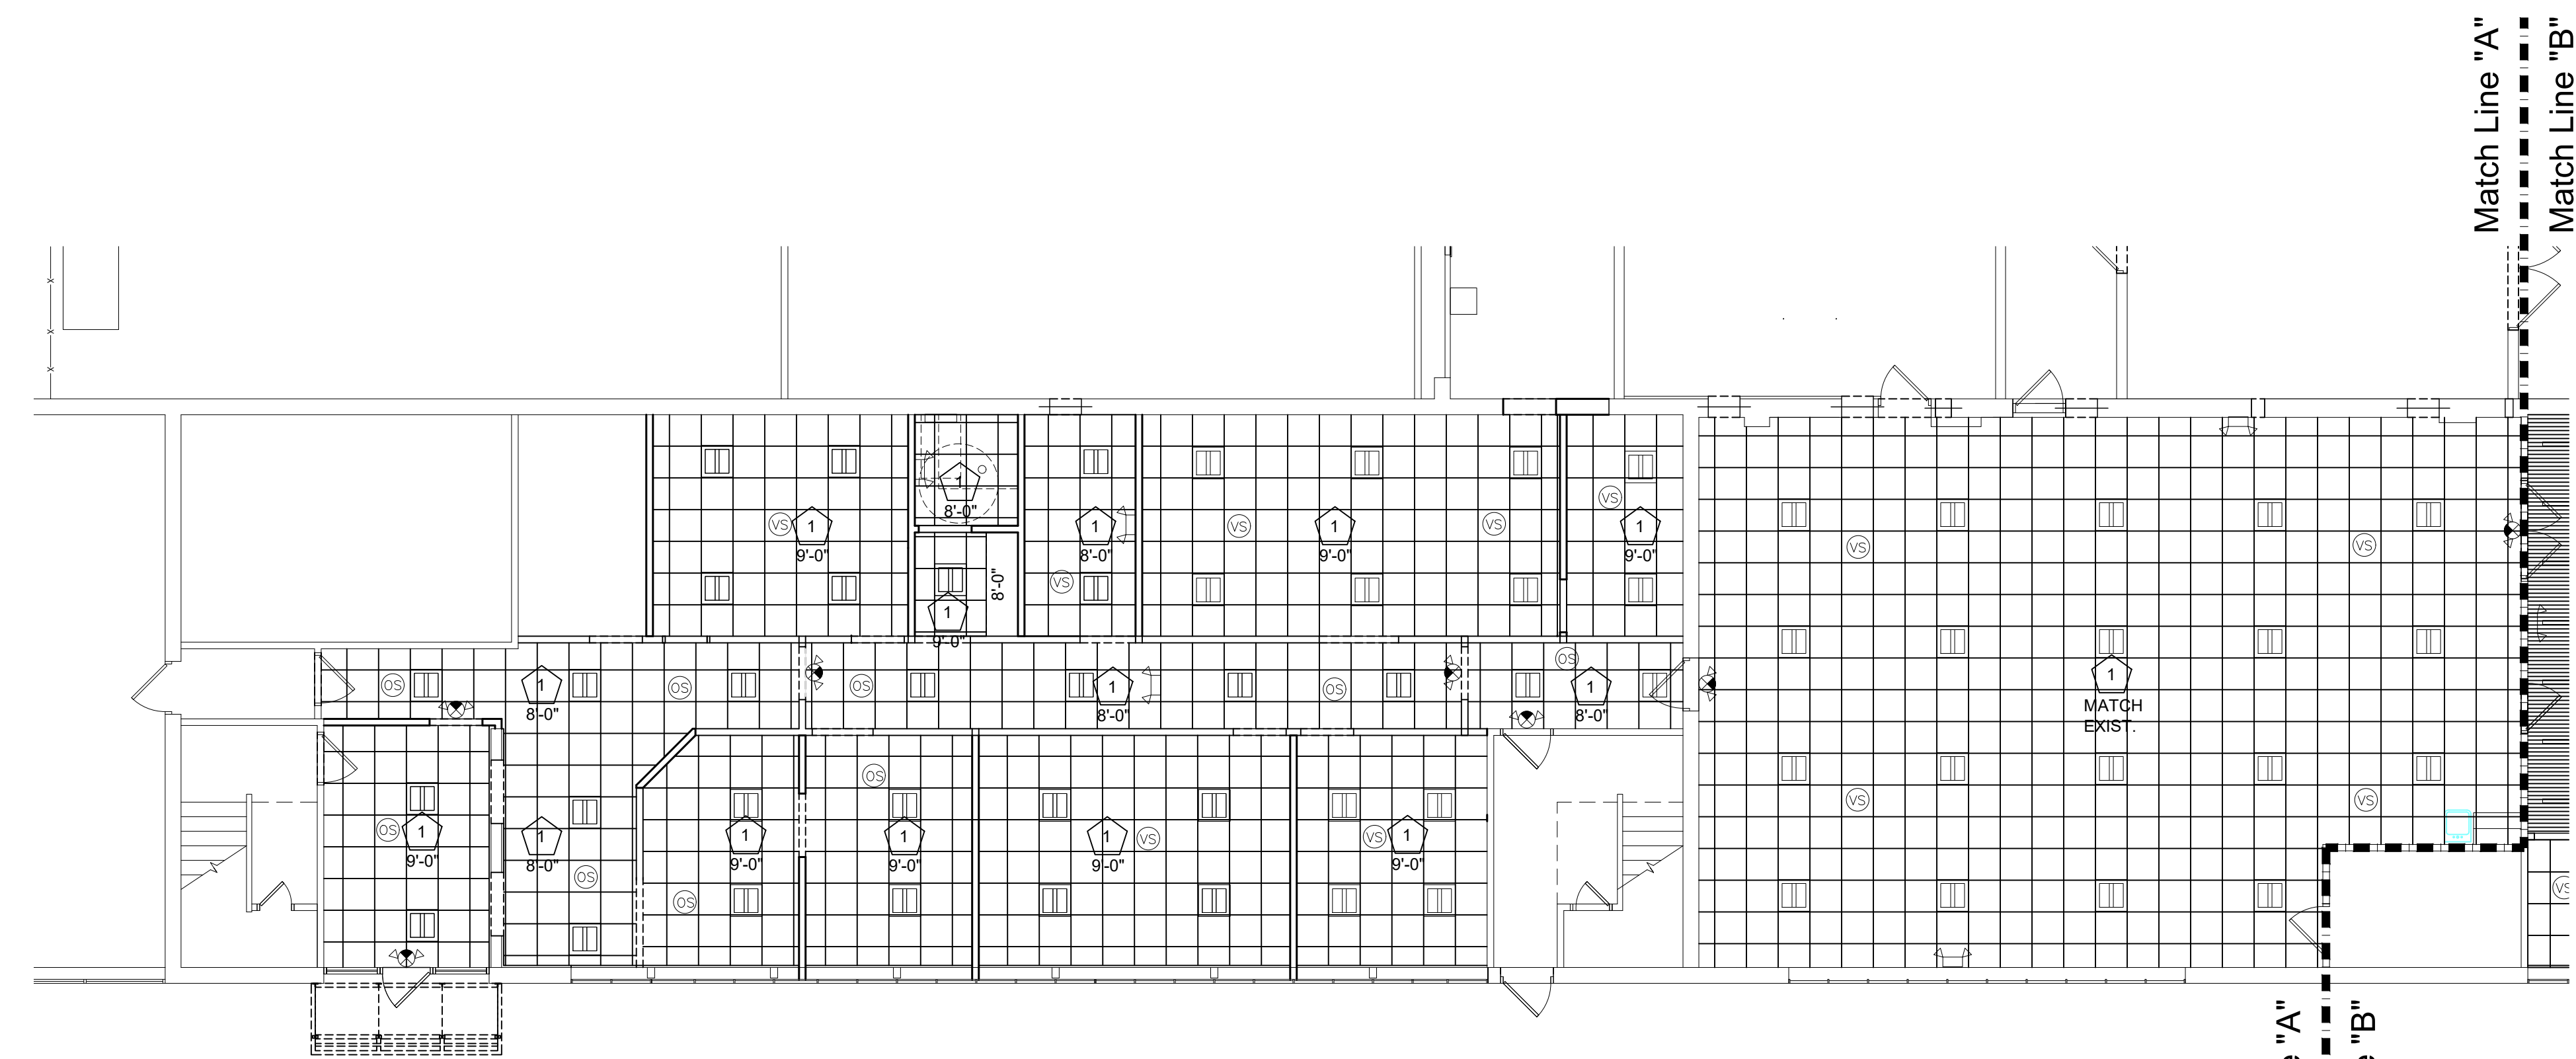 Match Line "A"
Match Line "B"
1
8'-0"
VS
1
9'-0"
8'-0"
1
9'-0"
VS
1
8'-0"
VS
VS
1
9'-0"
VS
VS
1
9'-0"
VS
VS
OS
1
8'-0"
OS
OS
1
8'-0"
OS
OS
1
8'-0"
1
MATCH
EXIST.
OS
1
9'-0"
1
8'-0"
OS
1
9'-0"
OS
OS
1
9'-0"
1
9'-0"
VS
VS
1
9'-0"
VS
VS
VS
"A"
"B"